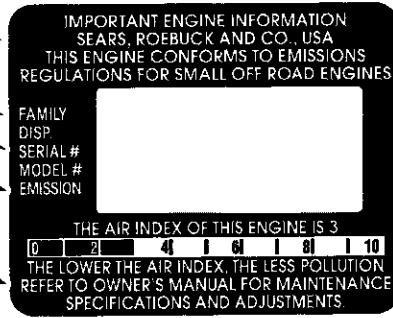 IMPORTANT ENGINE INFORMATION
SEARS, ROEBUCK AND CO., USA
THIS ENGINE CONFORMS TO EMISSIONS
REGULATIONS FOR SMALL OFF ROAD ENGINES
FAMILY
DISP.
SERIAL #
MODEL #
EMISSION
THE AIR INDEX OF THIS ENGINE IS 3
0 2 4 6 8 10
THE LOWER THE AIR INDEX, THE LESS POLLUTION
REFER TO OWNER'S MANUAL FOR MAINTENANCE
SPECIFICATIONS AND ADJUSTMENTS.